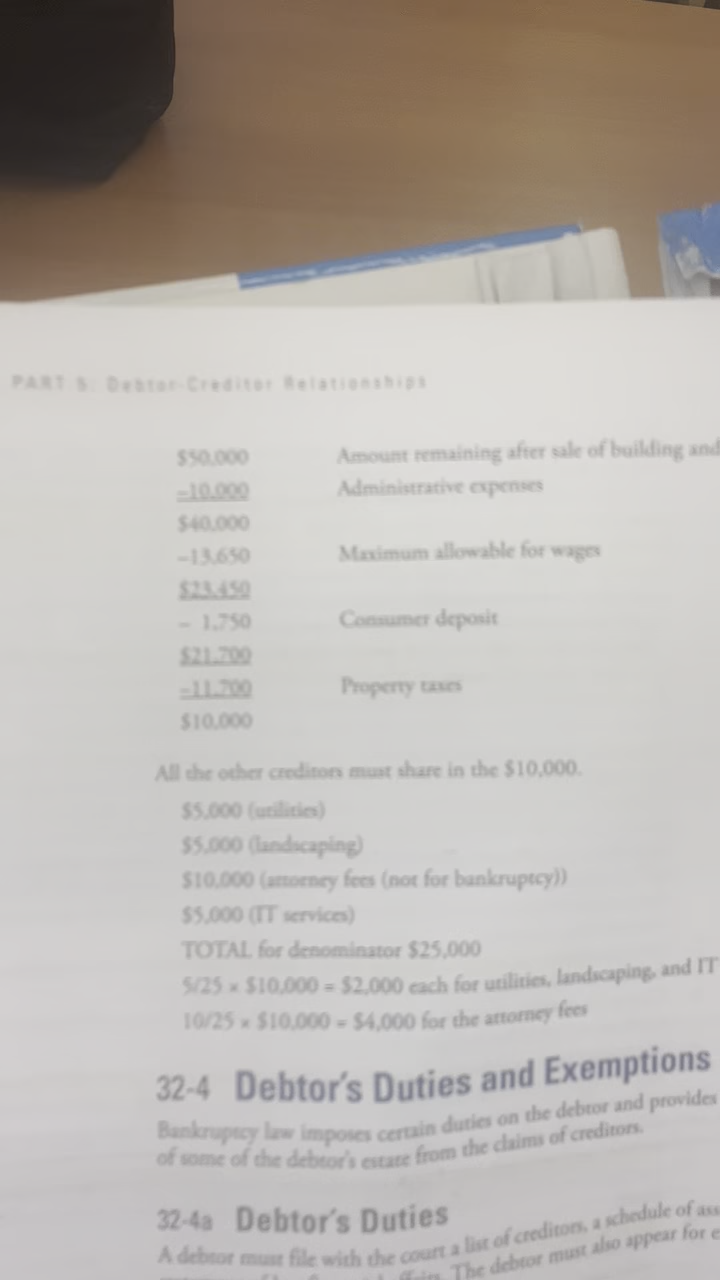 PART 5: Debtor-Creditor Relationships
$50,000 Amount remaining after sale of building and
–10,000 Administrative expenses
$40,000
–13,650 Maximum allowable for wages
$23,450
– 1,750 Consumer deposit
$21,700
–11,700 Property taxes
$10,000
All the other creditors must share in the $10,000.
$5,000 (utilities)
$5,000 (landscaping)
$10,000 (attorney fees (not for bankruptcy))
$5,000 (IT services)
TOTAL for denominator $25,000
5/25 × $10,000 = $2,000 each for utilities, landscaping, and IT
10/25 × $10,000 = $4,000 for the attorney fees
32-4 Debtor's Duties and Exemptions
Bankruptcy law imposes certain duties on the debtor and provides
of some of the debtor's estate from the claims of creditors.
32-4a Debtor's Duties
A debtor must file with the court a list of creditors, a schedule of ass
The debtor must also appear for e